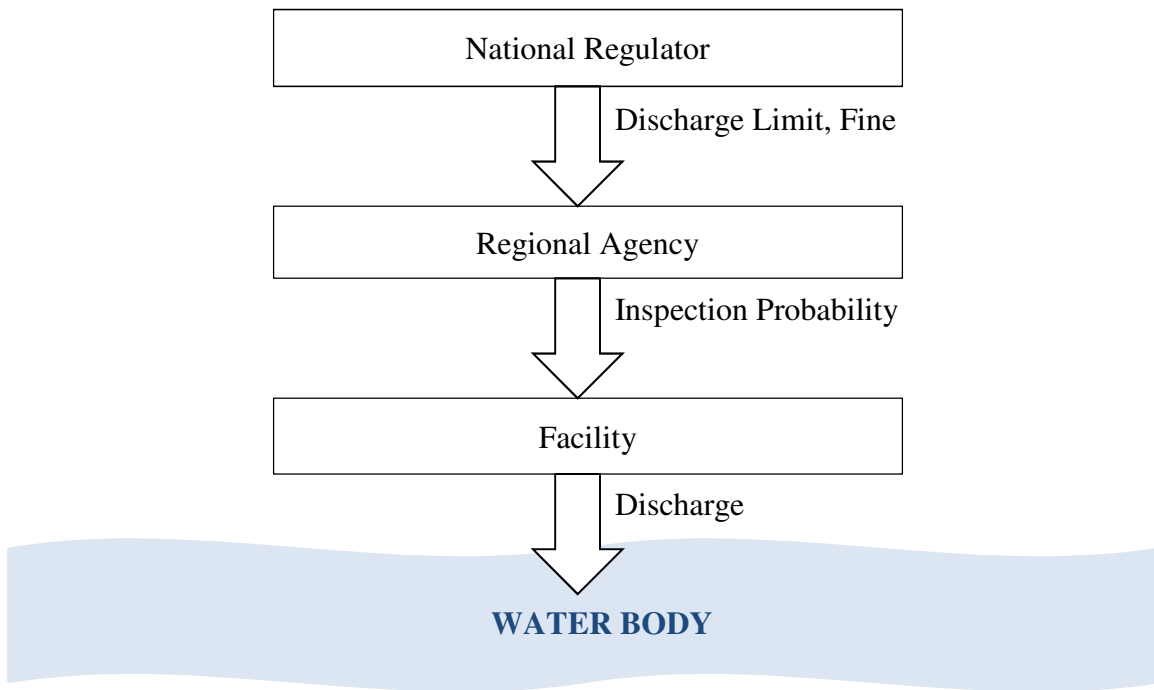 National Regulator
Discharge Limit, Fine
Regional Agency
Inspection Probability
Facility
Discharge
WATER BODY